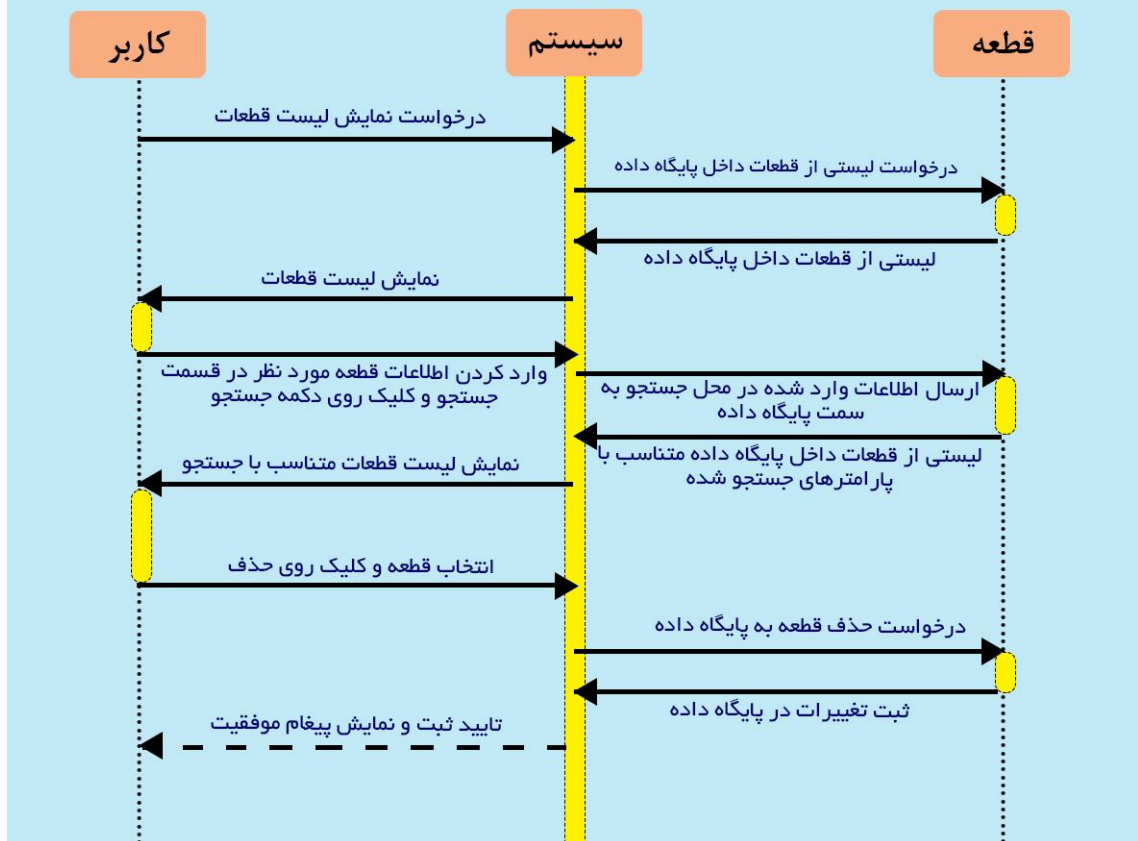 کاربر
سیستم
قطعه
درخواست نمایش لیست قطعات
درخواست لیستی از قطعات داخل پایگاه داده
لیستی از قطعات داخل پایگاه داده
نمایش لیست قطعات
وارد کردن اطلاعات قطعه مورد نظر در قسمت
جستجو و کلیک روی دکمه جستجو
ارسال اطلاعات وارد شده در محل جستجو به
سمت پایگاه داده
لیستی از قطعات داخل پایگاه داده متناسب با
پارامترهای جستجو شده
نمایش لیست قطعات متناسب با جستجو
انتخاب قطعه و کلیک روی حذف
درخواست حذف قطعه به پایگاه داده
ثبت تغییرات در پایگاه داده
تایید ثبت و نمایش پیغام موفقیت